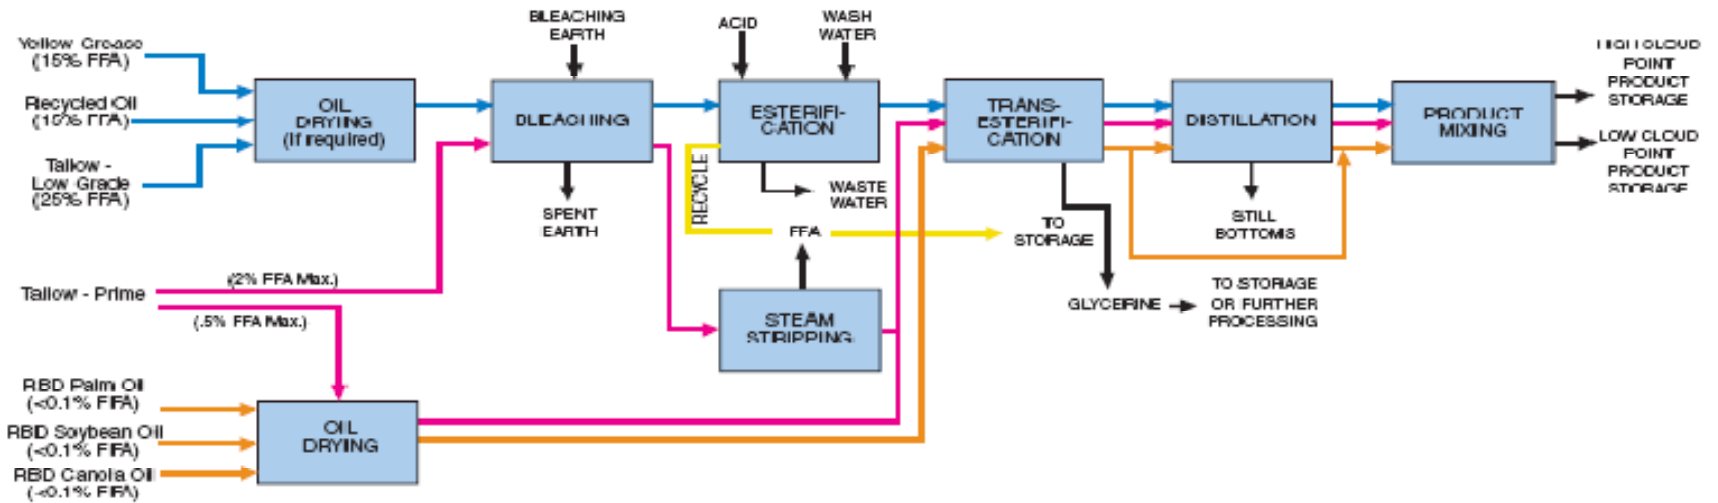 Yellow Grease
(15% FFA)
Recycled Oil
(15% FFA)
Tallow -
Low Grade
(25% FFA)
OIL
DRYING
(If required)
BLEACHING
EARTH
BLEACHING
SPENT
EARTH
ACID
WASH
WATER
ESTERIFI-
CATION
RECYCLE
WASTE
WATER
FFA
TO
STORAGE
STEAM
STRIPPING
TRANS-
ESTERIFI-
CATION
GLYCERINE
TO STORAGE
OR FURTHER
PROCESSING
DISTILLATION
STILL
BOTTOMS
PRODUCT
MIXING
HIGH CLOUD
POINT
PRODUCT
STORAGE
LOW CLOUD
POINT
PRODUCT
STORAGE
Tallow - Prime
(2% FFA Max.)
(.5% FFA Max.)
RBD Palm Oil
(<0.1% FFA)
RBD Soybean Oil
(<0.1% FFA)
RBD Canola Oil
(<0.1% FFA)
OIL
DRYING